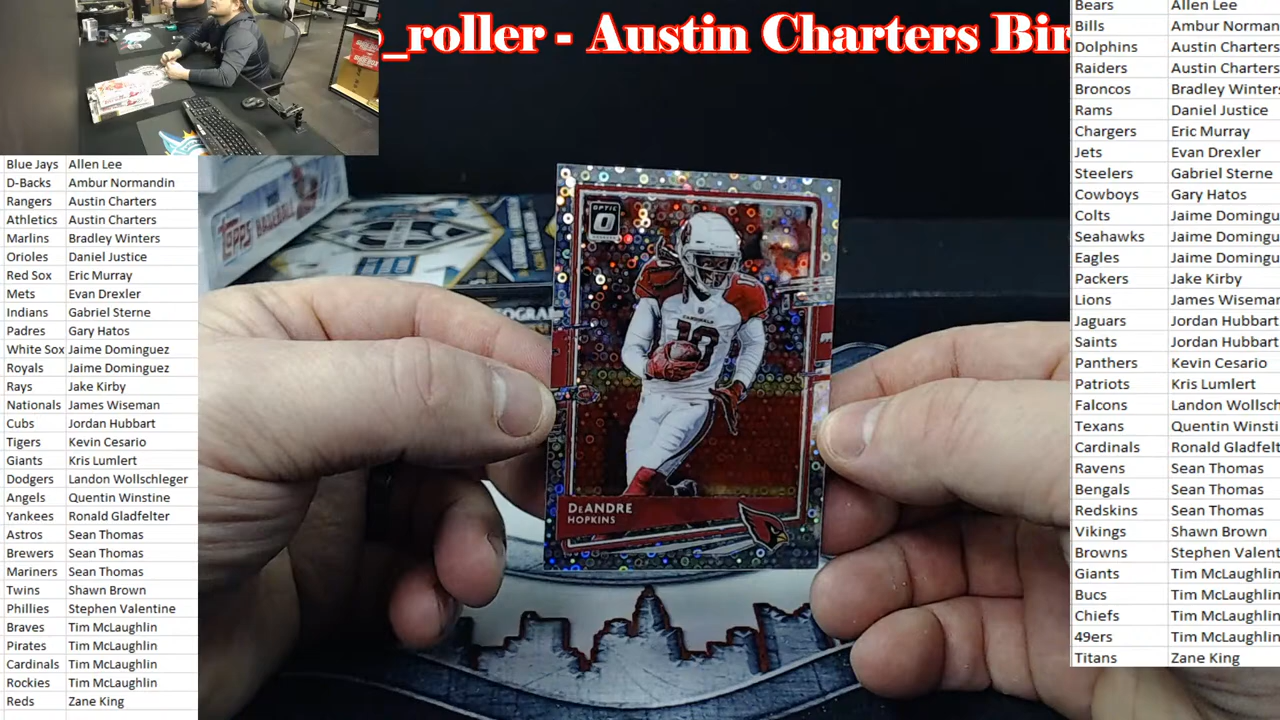 _roller - Austin Charters Bir
Blue Jays Allen Lee
D-Backs Ambur Normandin
Rangers Austin Charters
Athletics Austin Charters
Marlins Bradley Winters
Orioles Daniel Justice
Red Sox Eric Murray
Mets Evan Drexler
Indians Gabriel Sterne
Padres Gary Hatos
White Sox Jaime Dominguez
Royals Jaime Dominguez
Rays Jake Kirby
Nationals James Wiseman
Cubs Jordan Hubbart
Tigers Kevin Cesario
Giants Kris Lumlert
Dodgers Landon Wollschleger
Angels Quentin Winstine
Yankees Ronald Gladfelter
Astros Sean Thomas
Brewers Sean Thomas
Mariners Sean Thomas
Twins Shawn Brown
Phillies Stephen Valentine
Braves Tim McLaughlin
Pirates Tim McLaughlin
Cardinals Tim McLaughlin
Rockies Tim McLaughlin
Reds Zane King
TOPPS BASEBALL
OPTIC
CARDINALS
10
DeANDRE
HOPKINS
Bears Allen Lee
Bills Ambur Norman
Dolphins Austin Charters
Raiders Austin Charters
Broncos Bradley Winters
Rams Daniel Justice
Chargers Eric Murray
Jets Evan Drexler
Steelers Gabriel Sterne
Cowboys Gary Hatos
Colts Jaime Domingu
Seahawks Jaime Domingu
Eagles Jaime Domingu
Packers Jake Kirby
Lions James Wiseman
Jaguars Jordan Hubbart
Saints Jordan Hubbart
Panthers Kevin Cesario
Patriots Kris Lumlert
Falcons Landon Wollsch
Texans Quentin Winsti
Cardinals Ronald Gladfelt
Ravens Sean Thomas
Bengals Sean Thomas
Redskins Sean Thomas
Vikings Shawn Brown
Browns Stephen Valent
Giants Tim McLaughlin
Bucs Tim McLaughlin
Chiefs Tim McLaughlin
49ers Tim McLaughlin
Titans Zane King